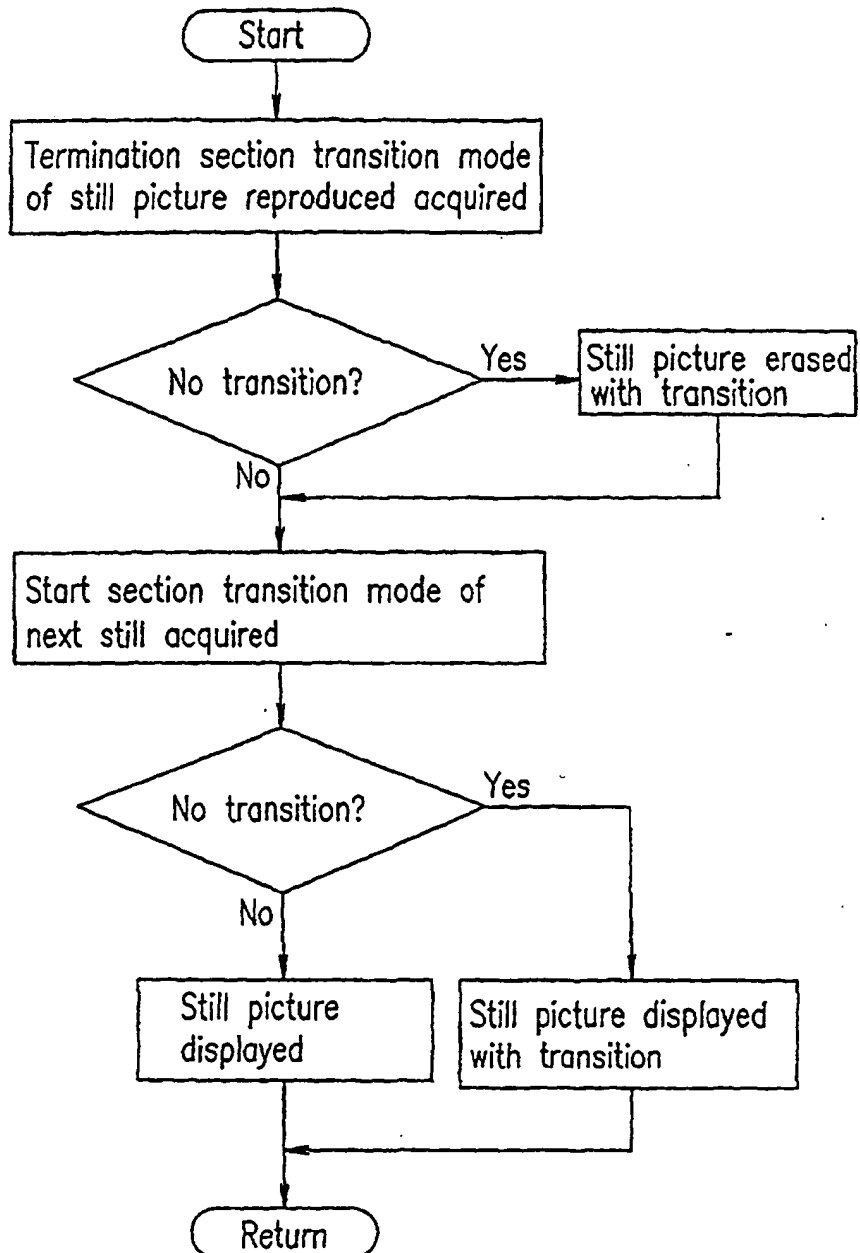 Start
Termination section transition mode
of still picture reproduced acquired
No transition?
Yes
Still picture erased
with transition
No
Start section transition mode of
next still acquired
No transition?
Yes
No
Still picture
displayed
Still picture displayed
with transition
Return